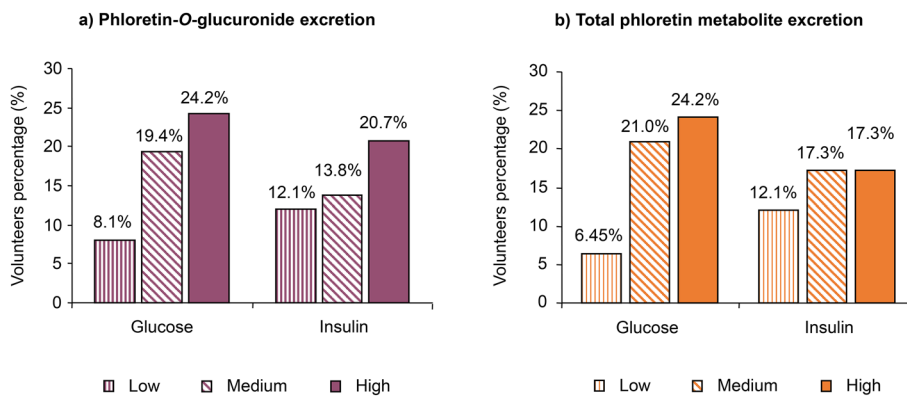 a) Phloretin-O-glucuronide excretion
Volunteers percentage (%)
30
25
20
15
10
5
0
8.1%
19.4%
24.2%
12.1%
13.8%
20.7%
Glucose
Insulin
Low
Medium
High
b) Total phloretin metabolite excretion
Volunteers percentage (%)
30
25
20
15
10
5
0
6.45%
21.0%
24.2%
12.1%
17.3%
17.3%
Glucose
Insulin
Low
Medium
High